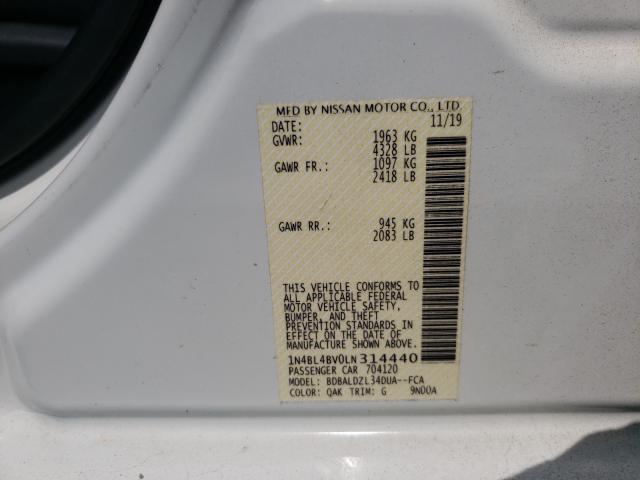 MFD BY NISSAN MOTOR CO., LTD
DATE: 11/19
GVWR: 1963 KG
4328 LB
GAWR FR.: 1097 KG
2418 LB
GAWR RR.: 945 KG
2083 LB
THIS VEHICLE CONFORMS TO
ALL APPLICABLE FEDERAL
MOTOR VEHICLE SAFETY,
BUMPER, AND THEFT
PREVENTION STANDARDS IN
EFFECT ON THE DATE OF
MANUFACTURE SHOWN ABOVE.
1N4BL4BV0LN314440
PASSENGER CAR 704120
MODEL: BDBALDZL34DUA--FCA
COLOR: QAK TRIM: G 9N00A